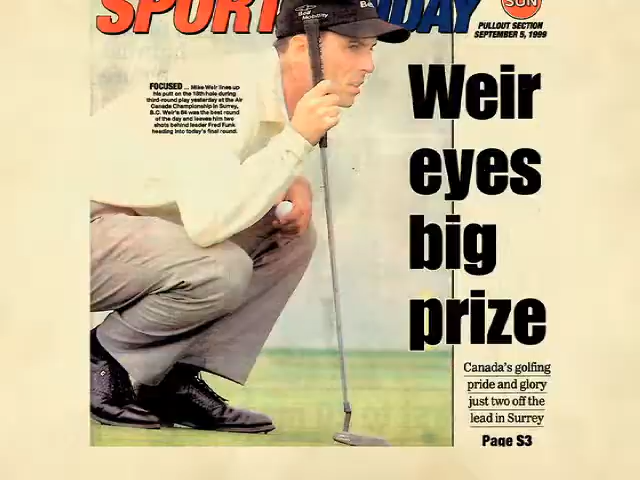 SUN
PULLOUT SECTION
SEPTEMBER 5, 1999
Bell
Mobility
FOCUSED ... Mike Weir lines up
his putt on the 18th hole during
third-round play yesterday at the Air
Canada Championship in Surrey,
B.C. Weir's 64 was the best round
of the day and leaves him two
shots behind leader Fred Funk
heading into today's final round.
Weir
eyes
big
prize
Canada's golfing
pride and glory
just two off the
lead in Surrey
Page S3